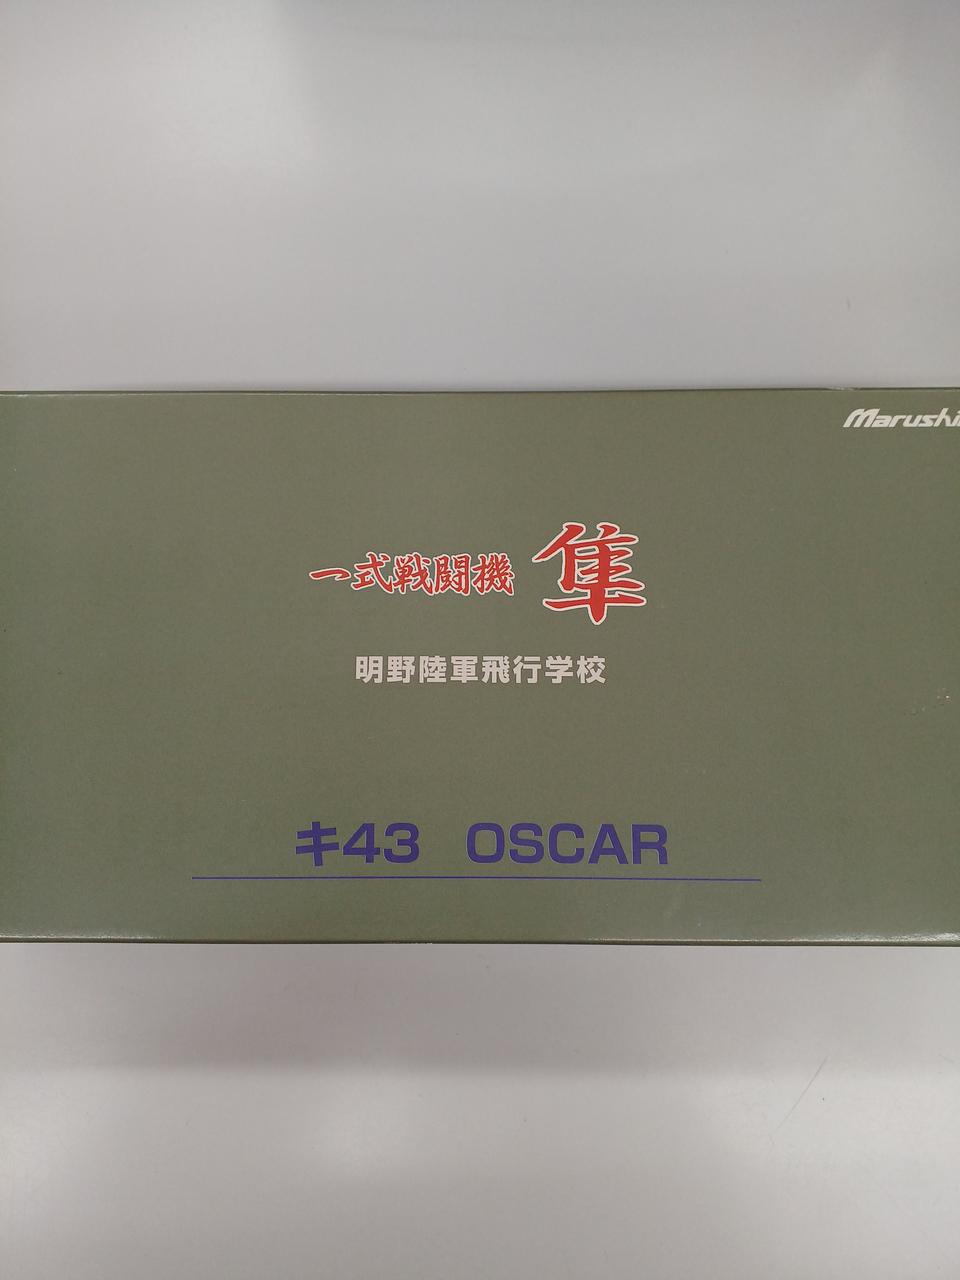 Marushi
一式戦闘機 隼
明野陸軍飛行学校
キ43 OSCAR